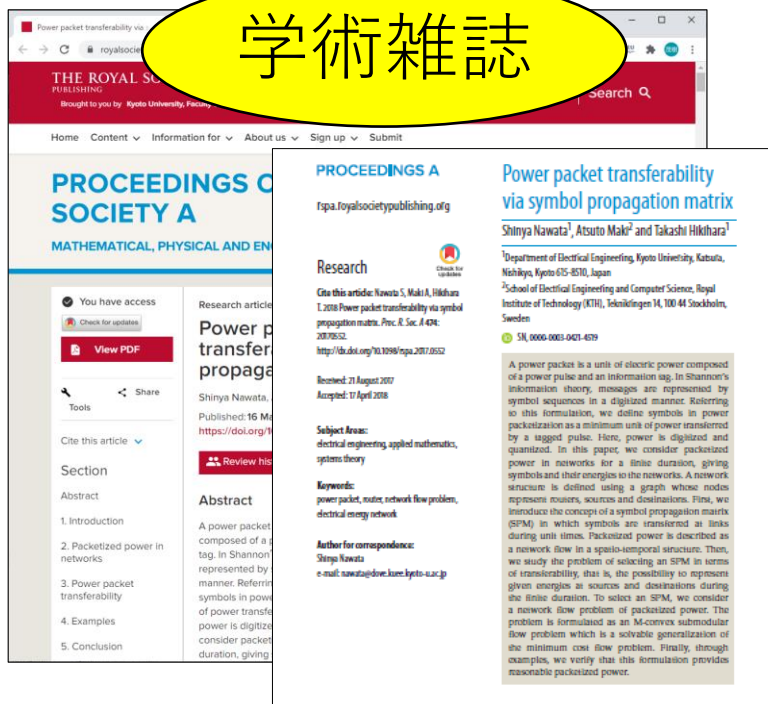 学術雑誌
Power packet transferability via
royalsocie
THE ROYAL SO
PUBLISHING
Brought to you by Kyoto University, Faculty
Search
Home Content Information for About us Sign up Submit
PROCEEDINGS O
SOCIETY A
MATHEMATICAL, PHYSICAL AND EN
You have access
Check for updates
View PDF
Tools
Share
Cite this article
Section
Abstract
1. Introduction
2. Packetized power in
networks
3. Power packet
transferability
4. Examples
5. Conclusion
Research article
Power p
transfera
propaga
Shinya Nawata,
Published: 16 Ma
https://doi.org/1
Review his
Abstract
A power packet
composed of a p
tag. In Shannon'
represented by s
manner. Referrin
symbols in powe
of power transfe
power is digitize
consider packet
duration, giving
PROCEEDINGS A
rspa.royalsocietypublishing.org
Research
Check for
updates
Cite this article: Nawata S, Maki A, Hikihara
T. 2018 Power packet transferability via symbol
propagation matrix. Proc. R. Soc. A 474:
20170552.
http://dx.doi.org/10.1098/rspa.2017.0552
Received: 21 August 2017
Accepted: 17 April 2018
Subject Areas:
electrical engineering, applied mathematics,
systems theory
Keywords:
power packet, router, network flow problem,
electrical energy network
Author for correspondence:
Shinya Nawata
e-mail: nawata@dove.kuee.kyoto-u.ac.jp
Power packet transferability
via symbol propagation matrix
Shinya Nawata1, Atsuto Maki2 and Takashi Hikihara1
1Department of Electrical Engineering, Kyoto University, Katsura,
Nishikyo, Kyoto 615-8510, Japan
2School of Electrical Engineering and Computer Science, Royal
Institute of Technology (KTH), Teknikringen 14, 100 44 Stockholm,
Sweden
SN, 0000-0003-0421-4519
A power packet is a unit of electric power composed
of a power pulse and an information tag. In Shannon's
information theory, messages are represented by
symbol sequences in a digitized manner. Referring
to this formulation, we define symbols in power
packetization as a minimum unit of power transferred
by a tagged pulse. Here, power is digitized and
quantized. In this paper, we consider packetized
power in networks for a finite duration, giving
symbols and their energies to the networks. A network
structure is defined using a graph whose nodes
represent routers, sources and destinations. First, we
introduce the concept of a symbol propagation matrix
(SPM) in which symbols are transferred at links
during unit times. Packetized power is described as
a network flow in a spatio-temporal structure. Then,
we study the problem of selecting an SPM in terms
of transferability, that is, the possibility to represent
given energies at sources and destinations during
the finite duration. To select an SPM, we consider
a network flow problem of packetized power. The
problem is formulated as an M-convex submodular
flow problem which is a solvable generalization of
the minimum cost flow problem. Finally, through
examples, we verify that this formulation provides
reasonable packetized power.